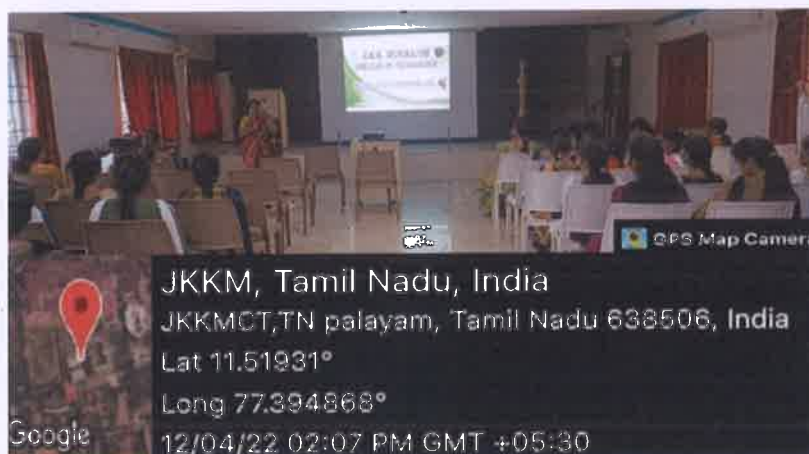 GPS Map Camera
JKKM, Tamil Nadu, India
JKKMCT,TN palayam, Tamil Nadu 638506, India
Lat 11.51931°
Long 77.394868°
Google
12/04/22 02:07 PM GMT +05:30